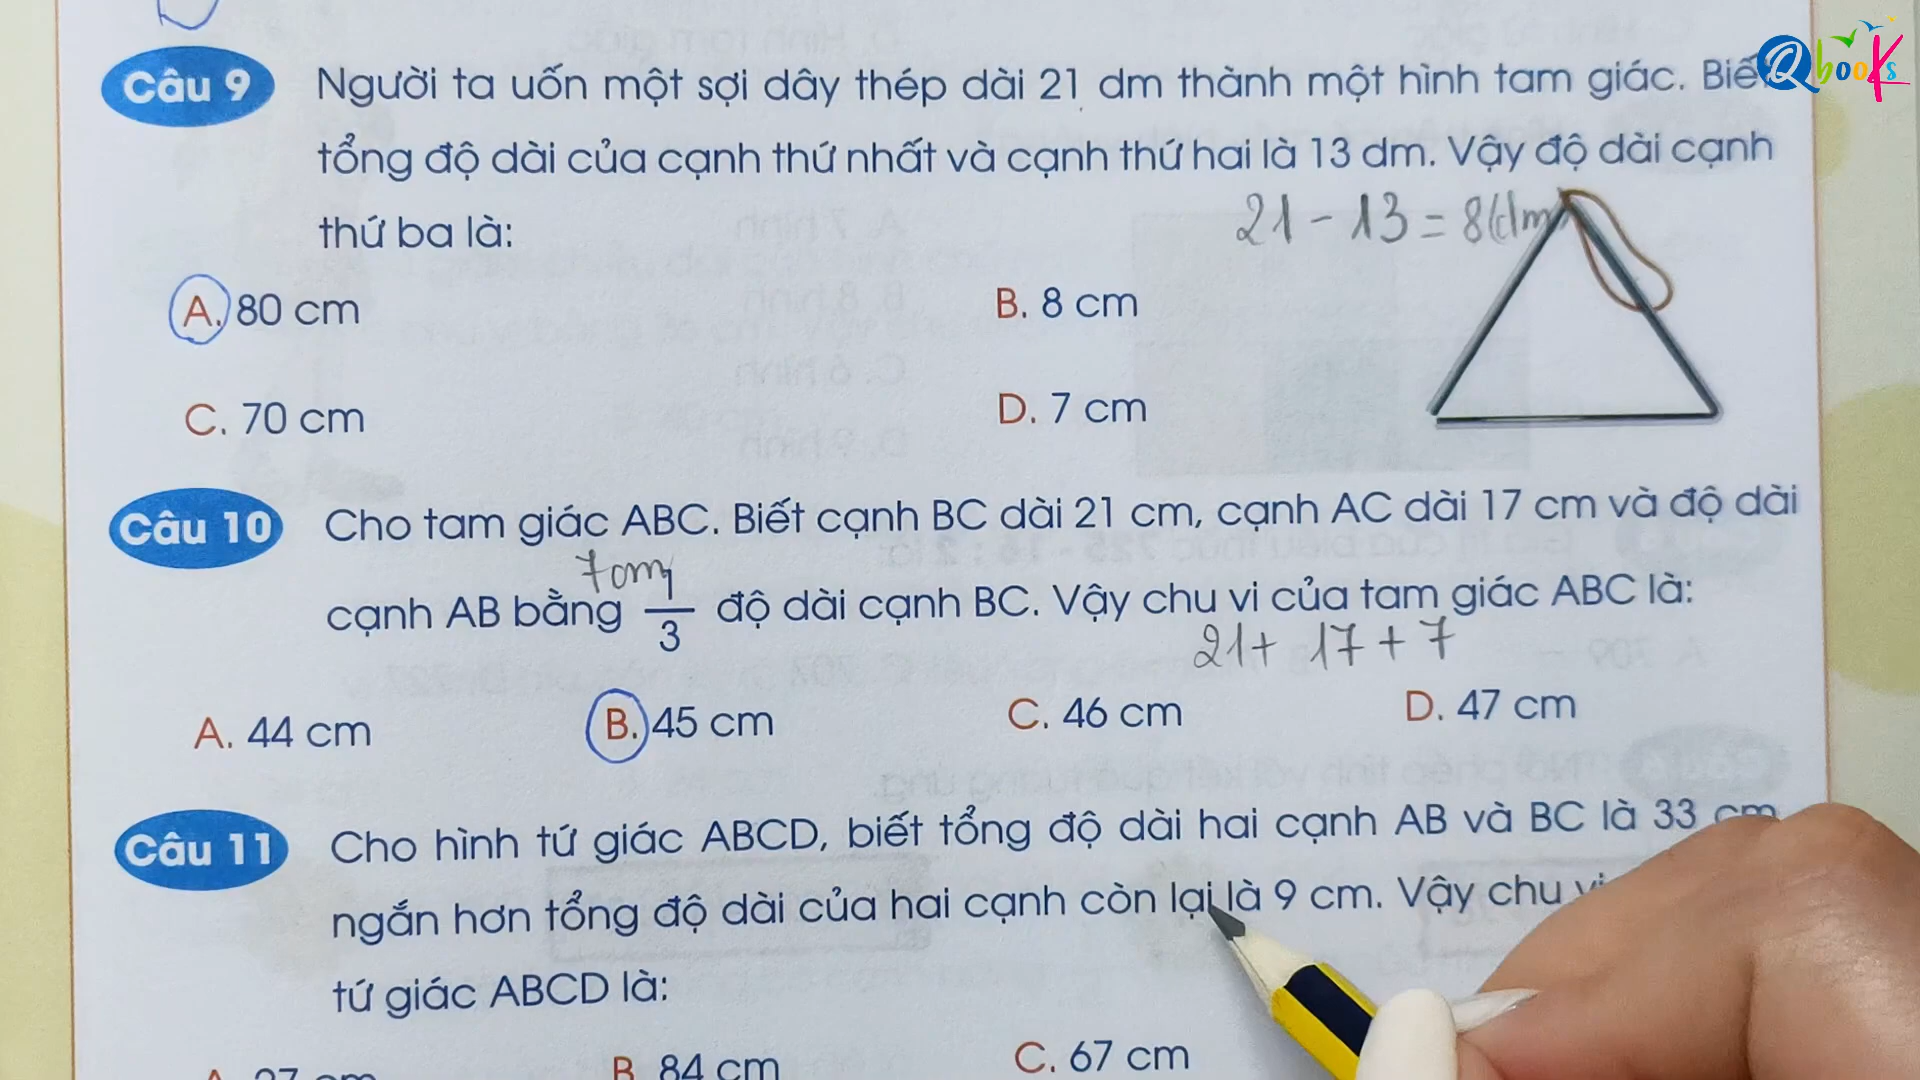 Qbooks
Câu 9 Người ta uốn một sợi dây thép dài 21 dm thành một hình tam giác. Biết
tổng độ dài của cạnh thứ nhất và cạnh thứ hai là 13 dm. Vậy độ dài cạnh
thứ ba là:
21 - 13 = 8(dm
A. 80 cm B. 8 cm
C. 70 cm D. 7 cm
Câu 10 Cho tam giác ABC. Biết cạnh BC dài 21 cm, cạnh AC dài 17 cm và độ dài
7cm
cạnh AB bằng 1/3 độ dài cạnh BC. Vậy chu vi của tam giác ABC là:
21 + 17 + 7
A. 44 cm B. 45 cm C. 46 cm D. 47 cm
Câu 11 Cho hình tứ giác ABCD, biết tổng độ dài hai cạnh AB và BC là 33 cm
ngắn hơn tổng độ dài của hai cạnh còn lại là 9 cm. Vậy chu vi
tứ giác ABCD là:
B. 84 cm C. 67 cm